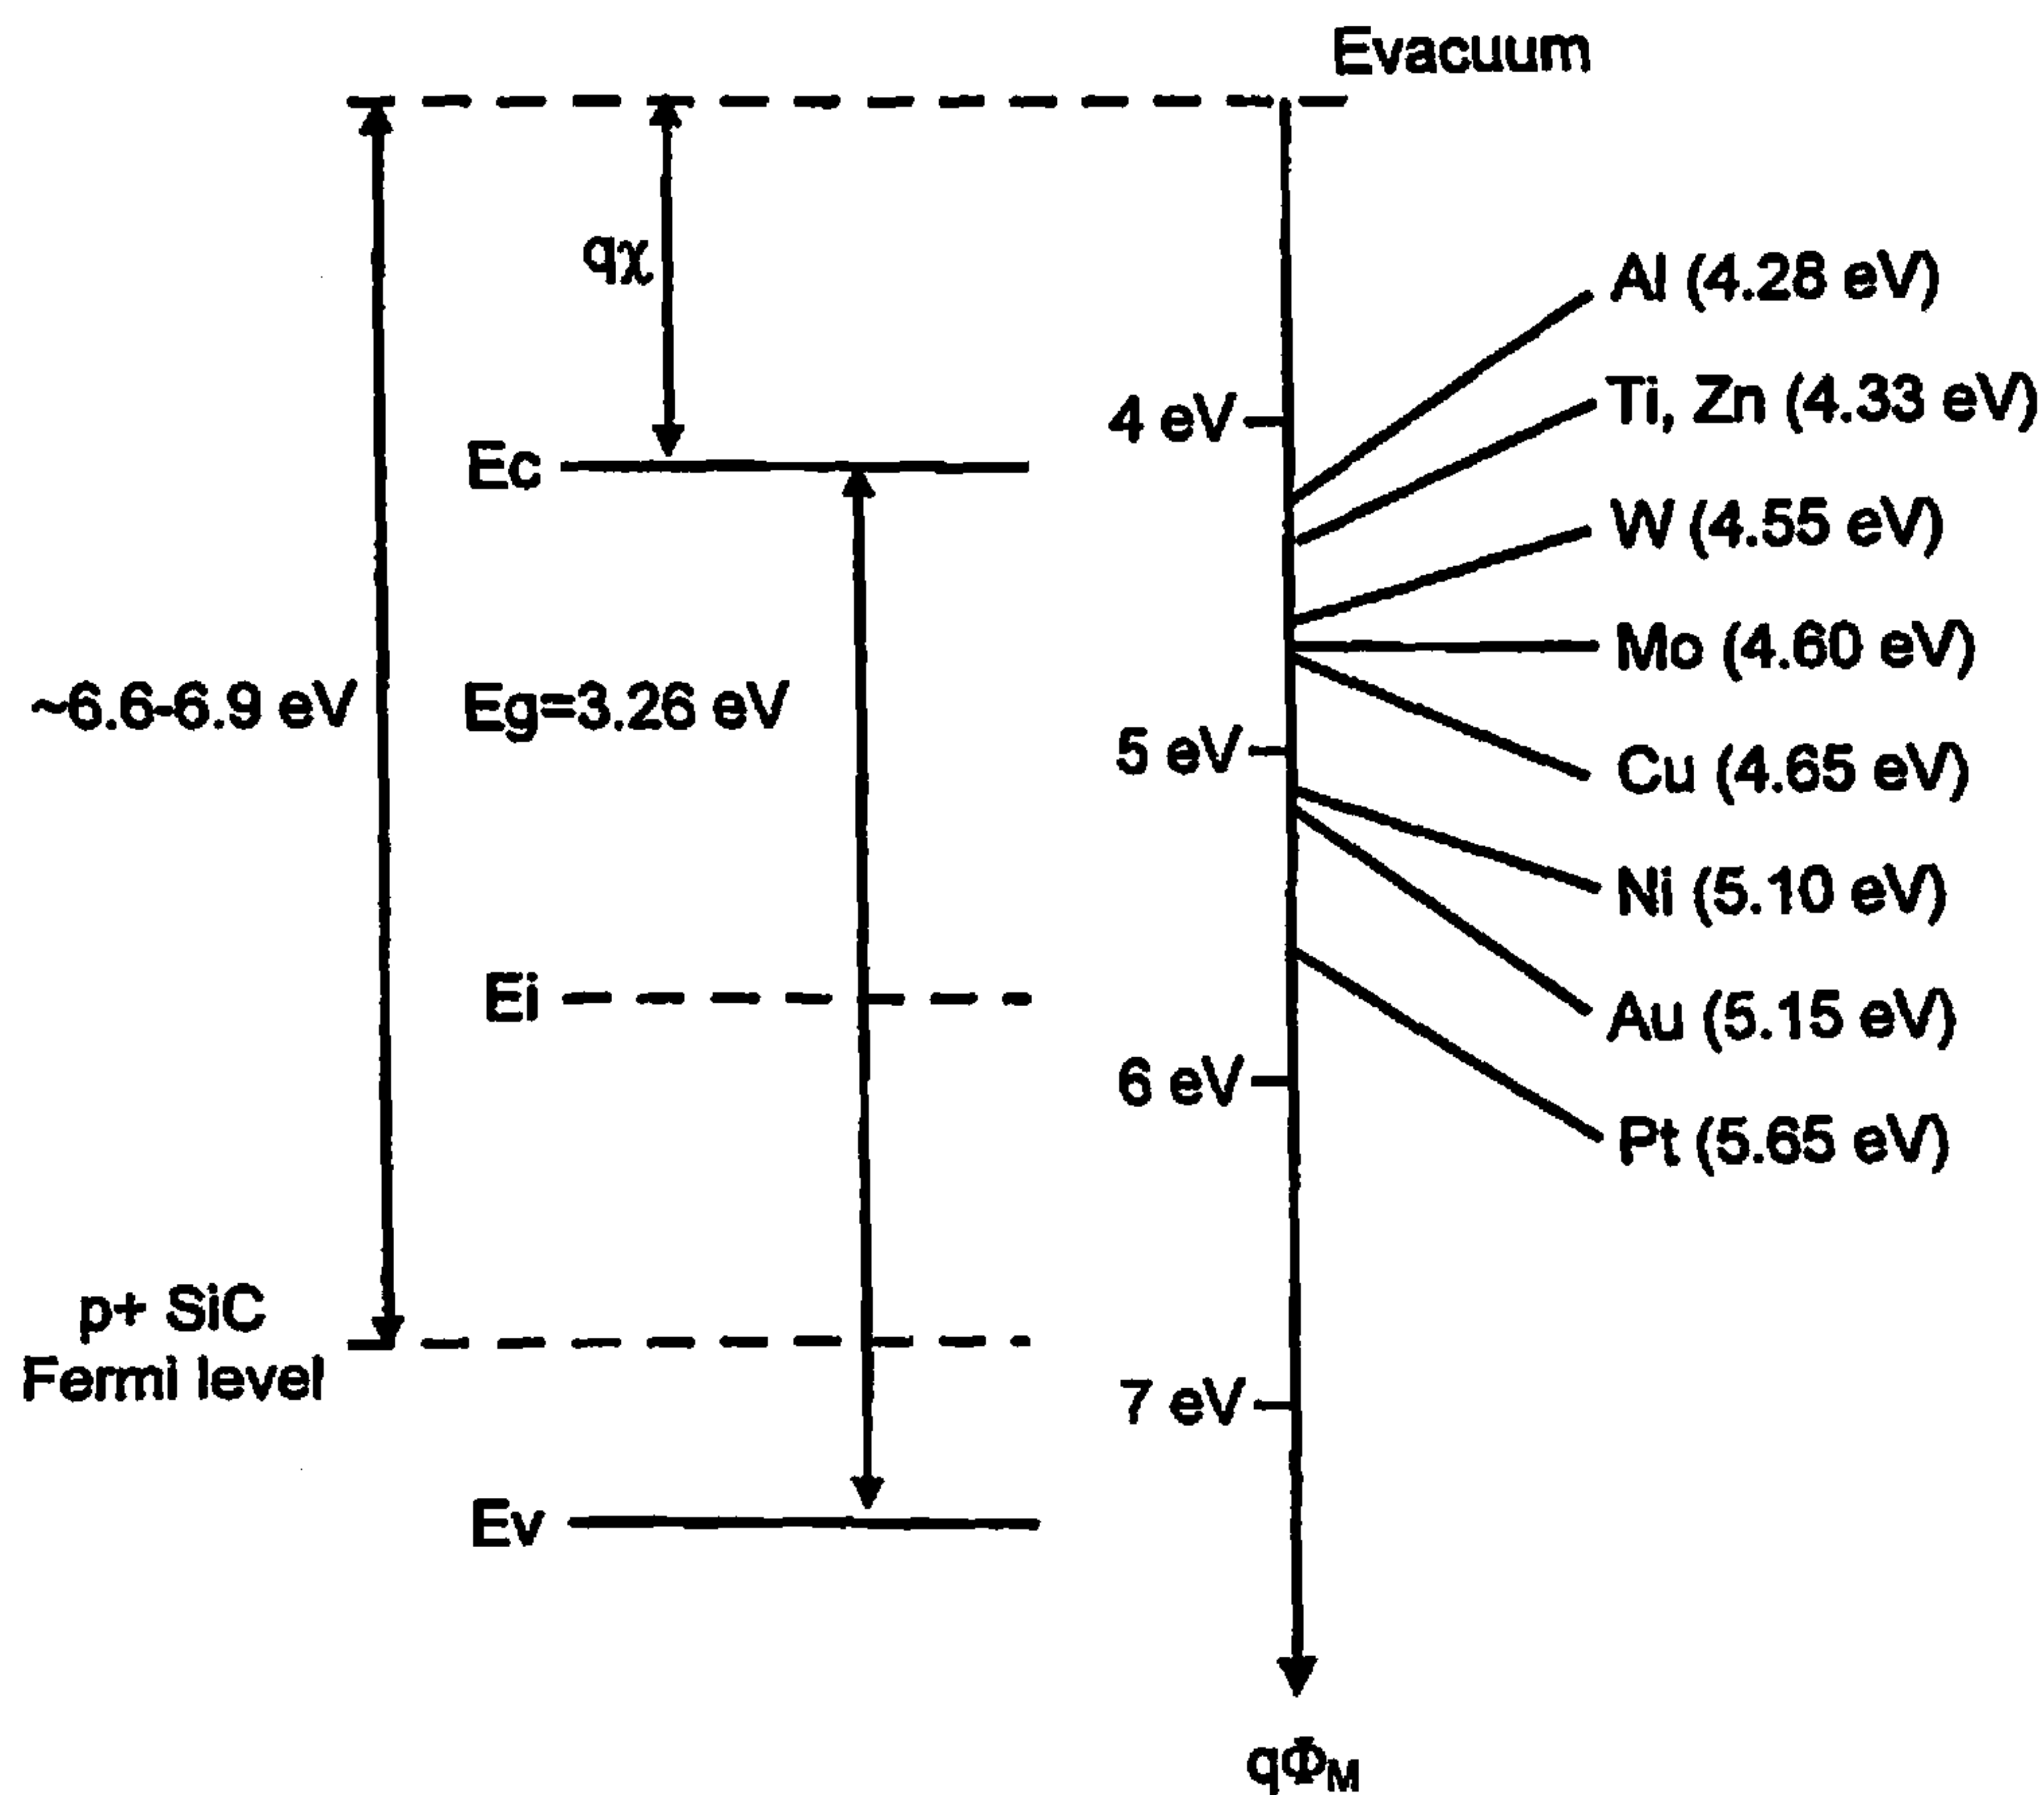 Evacuum
qχ
Al (4.28 eV)
Ti, Zn (4.33 eV)
4 eV
Ec
W (4.55 eV)
Mo (4.60 eV)
~6.6-6.9 eV
Eg=3.26 eV
5 eV
Cu (4.65 eV)
Ni (5.10 eV)
Ei
Au (5.15 eV)
6 eV
Pt (5.65 eV)
p+ SiC
Fermi level
7 eV
Ev
qΦM